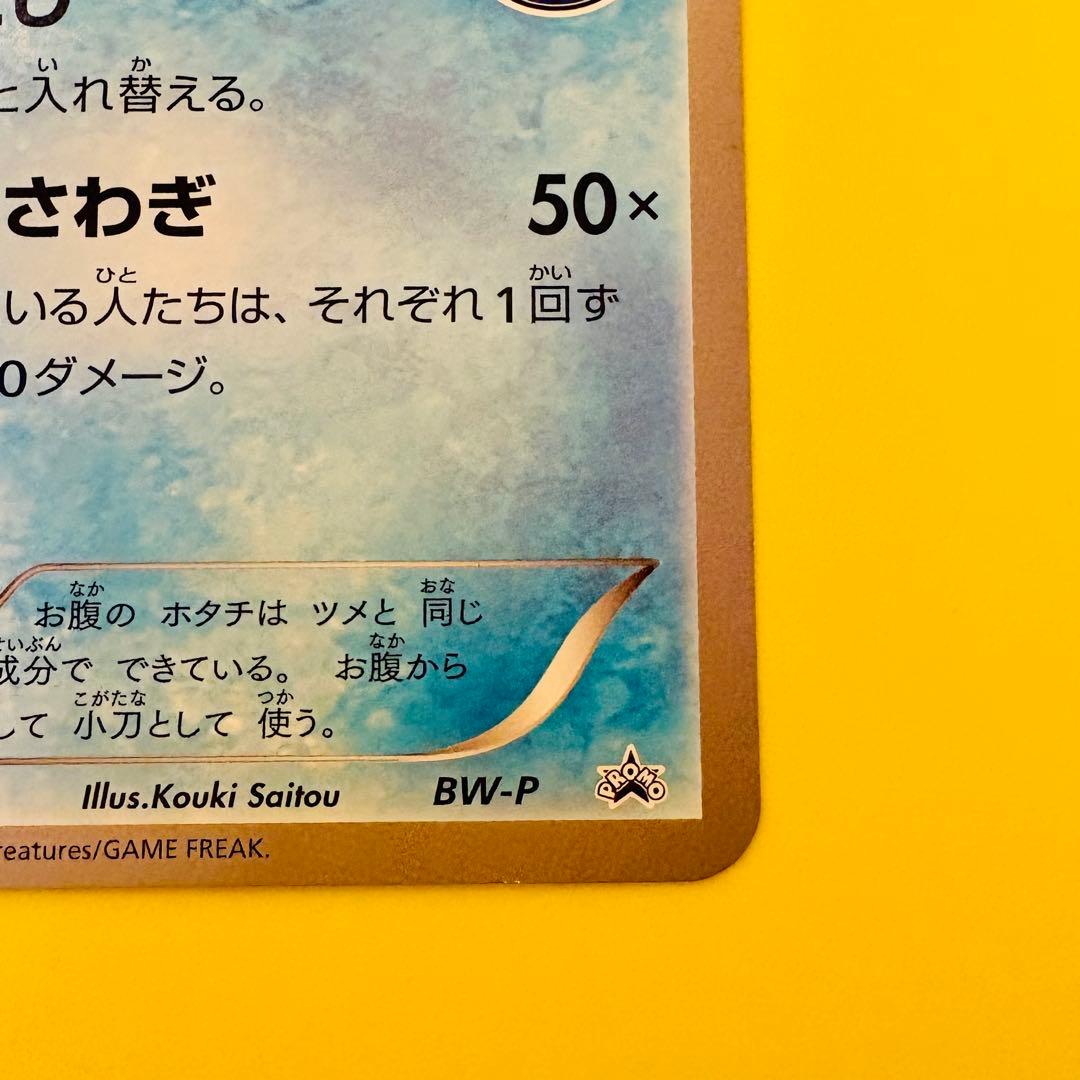 と入れ替える。
さわぎ 50×
いる人たちは、それぞれ1回ず
0ダメージ。
お腹の ホタチは ツメと 同じ
成分で できている。 お腹から
して 小刀として 使う。
Illus.Kouki Saitou BW-P PROMO
reatures/GAME FREAK.